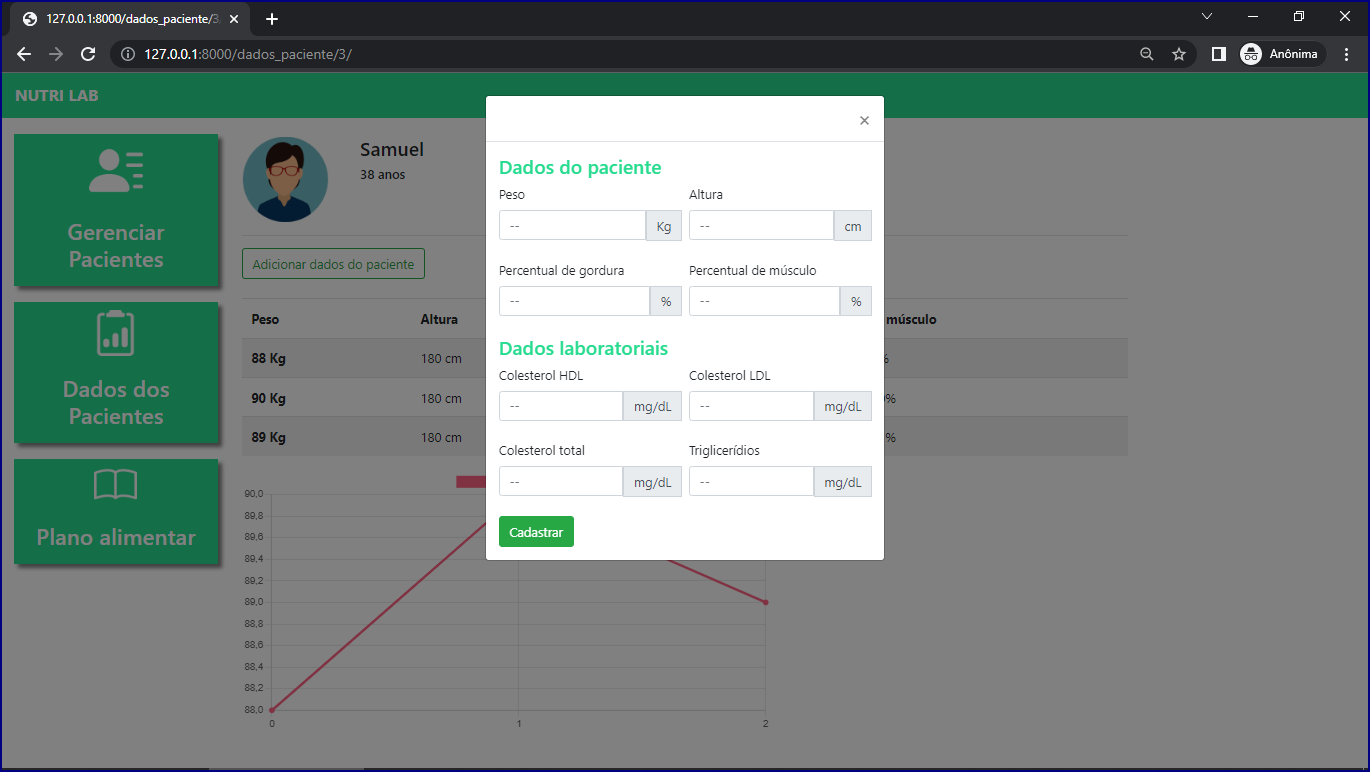 127.0.0.1:8000/dados_paciente/3
127.0.0.1:8000/dados_paciente/3/
Anônima
NUTRI LAB
Gerenciar
Pacientes
Dados dos
Pacientes
Plano alimentar
Samuel
38 anos
Adicionar dados do paciente
Peso Altura músculo
88 Kg 180 cm %
90 Kg 180 cm %
89 Kg 180 cm %
90,0
89,8
89,6
89,4
89,2
89,0
88,8
88,6
88,4
88,2
88,0
0 1 2
×
Dados do paciente
Peso Altura
-- Kg -- cm
Percentual de gordura Percentual de músculo
-- % -- %
Dados laboratoriais
Colesterol HDL Colesterol LDL
-- mg/dL -- mg/dL
Colesterol total Triglicerídios
-- mg/dL -- mg/dL
Cadastrar